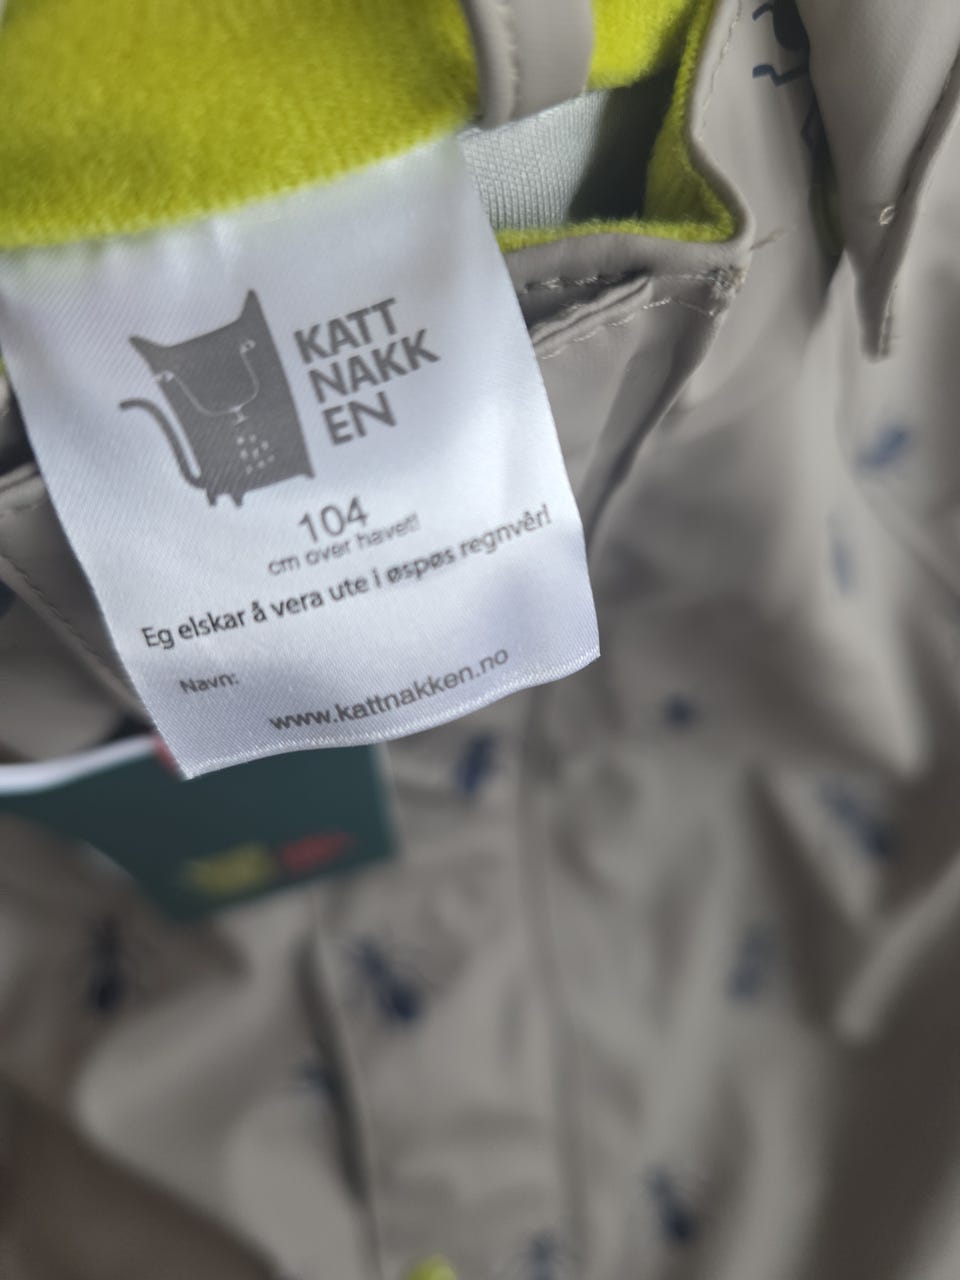 KATT
NAKK
EN
104
cm over havet!
Eg elskar å vera ute i øspøs regnvêr!
Navn:
www.kattnakken.no